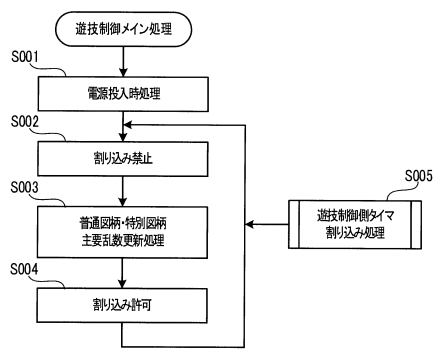 遊技制御メイン処理
S001
電源投入時処理
S002
割り込み禁止
S003
普通図柄・特別図柄
主要乱数更新処理
S004
割り込み許可
S005
遊技制御側タイマ
割り込み処理